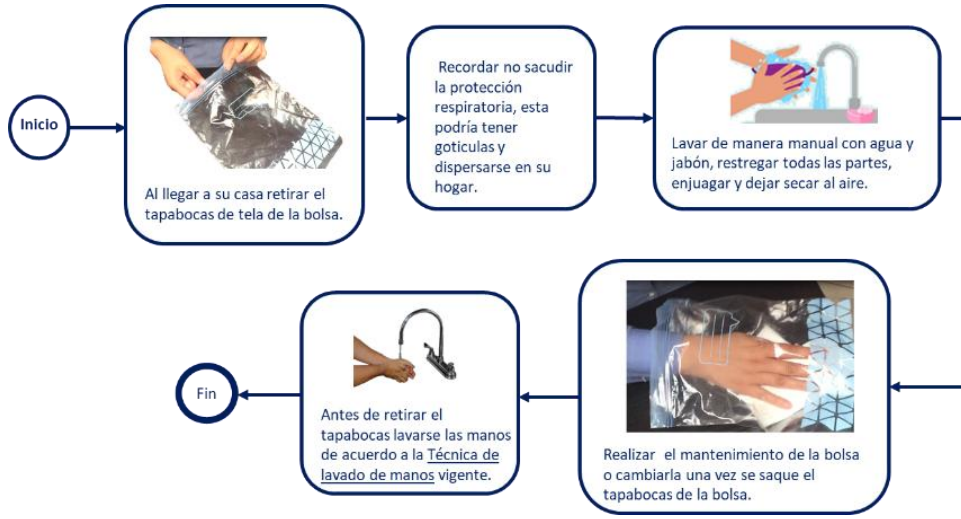 Inicio
Al llegar a su casa retirar el
tapabocas de tela de la bolsa.
Recordar no sacudir
la protección
respiratoria, esta
podría tener
goticulas y
dispersarse en su
hogar.
Lavar de manera manual con agua y
jabón, restregar todas las partes,
enjuagar y dejar secar al aire.
Realizar el mantenimiento de la bolsa
o cambiarla una vez se saque el
tapabocas de la bolsa.
Antes de retirar el
tapabocas lavarse las manos
de acuerdo a la Técnica de
lavado de manos vigente.
Fin